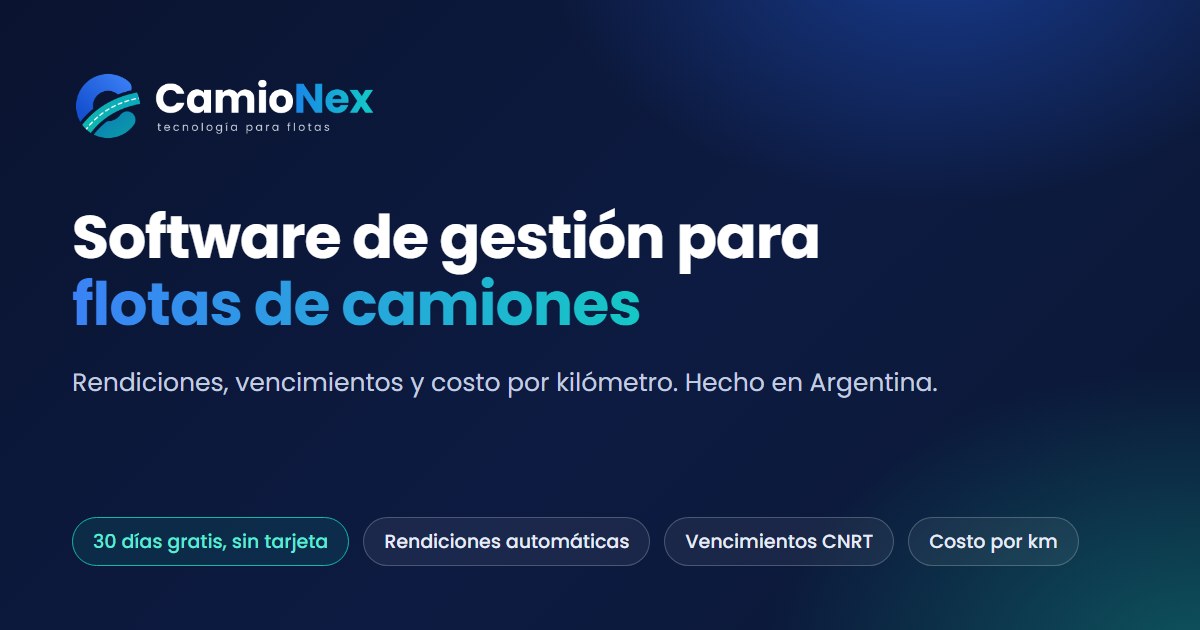 CamioNex
tecnología para flotas
Software de gestión para
flotas de camiones
Rendiciones, vencimientos y costo por kilómetro. Hecho en Argentina.
30 días gratis, sin tarjeta
Rendiciones automáticas
Vencimientos CNRT
Costo por km